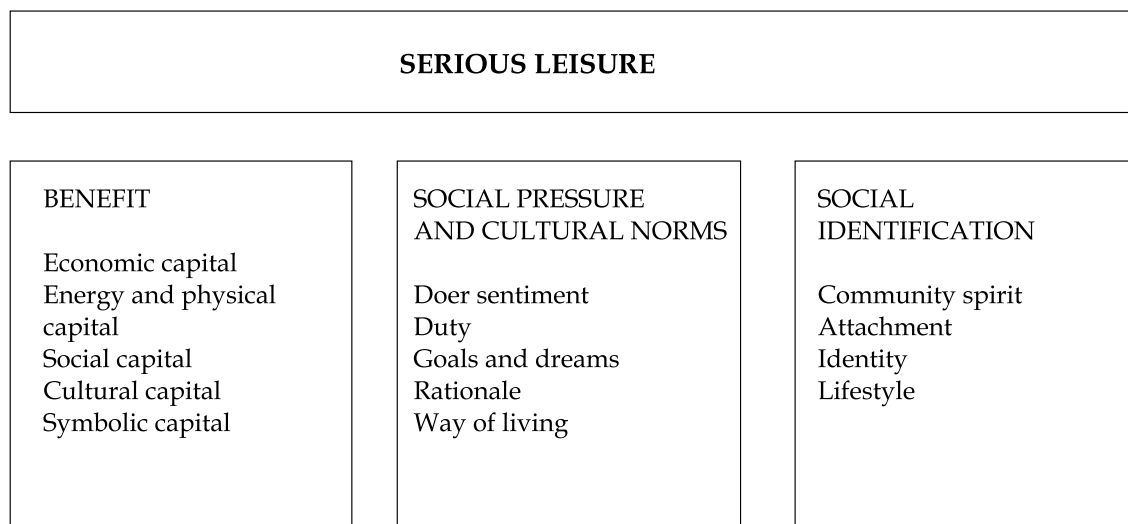 SERIOUS LEISURE
BENEFIT
Economic capital
Energy and physical
capital
Social capital
Cultural capital
Symbolic capital
SOCIAL PRESSURE
AND CULTURAL NORMS
Doer sentiment
Duty
Goals and dreams
Rationale
Way of living
SOCIAL
IDENTIFICATION
Community spirit
Attachment
Identity
Lifestyle